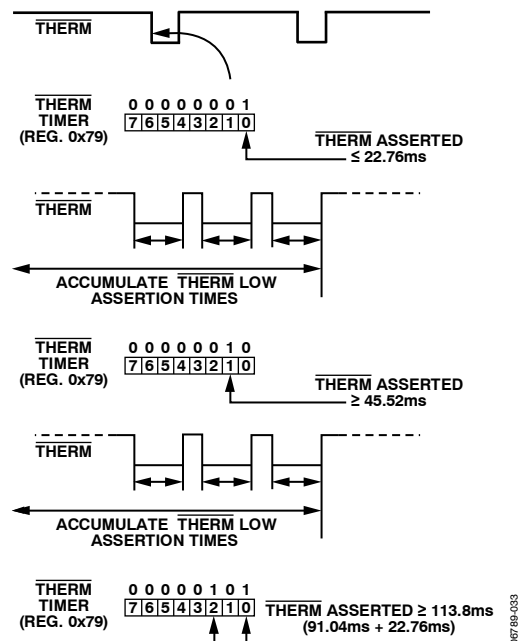 THERM
THERM
TIMER
(REG. 0x79)
0 0 0 0 0 0 0 1
7 6 5 4 3 2 1 0
THERM ASSERTED
≤ 22.76ms
THERM
ACCUMULATE THERM LOW
ASSERTION TIMES
THERM
TIMER
(REG. 0x79)
0 0 0 0 0 0 1 0
7 6 5 4 3 2 1 0
THERM ASSERTED
≥ 45.52ms
THERM
ACCUMULATE THERM LOW
ASSERTION TIMES
THERM
TIMER
(REG. 0x79)
0 0 0 0 0 1 0 1
7 6 5 4 3 2 1 0
THERM ASSERTED ≥ 113.8ms
(91.04ms + 22.76ms)